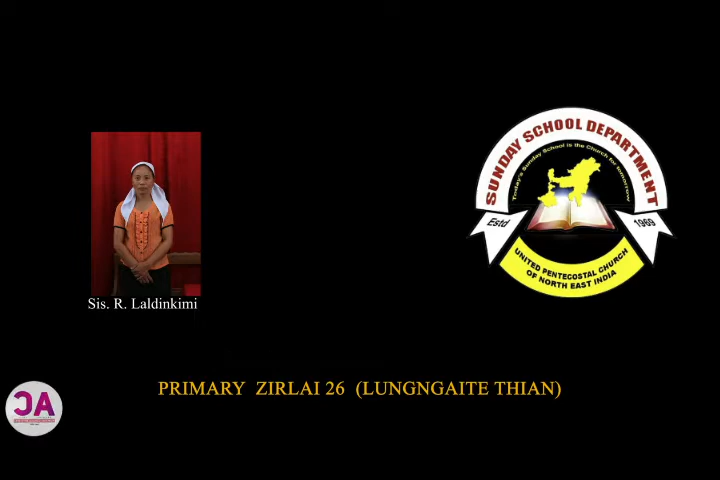 SUNDAY SCHOOL DEPARTMENT
Today's Sunday School is the Church for tomorrow
Estd
1969
UNITED PENTECOSTAL CHURCH
OF NORTH EAST INDIA
Sis. R. Laldinkimi
PRIMARY ZIRLAI 26 (LUNGNGAITE THIAN)